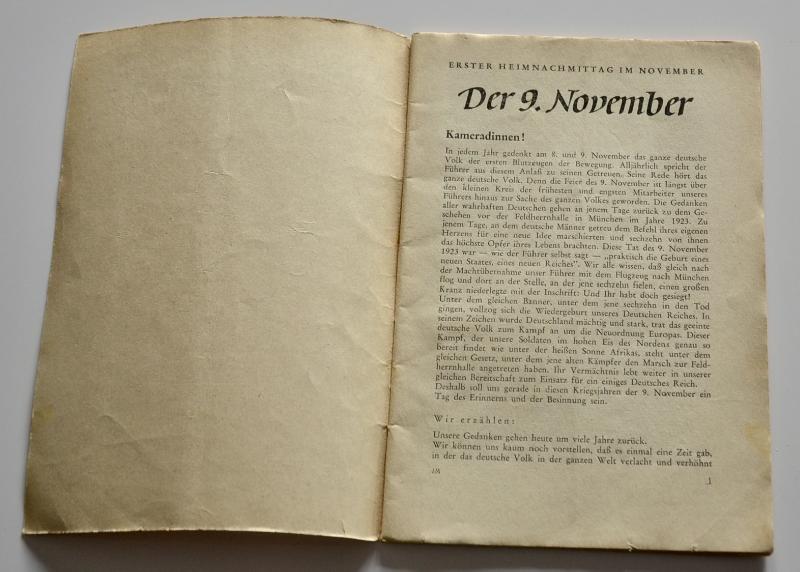 ERSTER HEIMNACHMITTAG IM NOVEMBER
Der 9. November
Kameradinnen!
In jedem Jahr gedenkt am 8. und 9. November das ganze deutsche
Volk der ersten Blutzeugen der Bewegung. Alljährlich spricht der
Führer aus diesem Anlaß zu seinen Getreuen. Seine Rede hört das
ganze deutsche Volk. Denn die Feier des 9. November ist längst über
den kleinen Kreis der frühesten und engsten Mitarbeiter unseres
Führers hinaus zur Sache des ganzen Volkes geworden. Die Gedanken
aller wahrhaften Deutschen gehen an jenem Tage zurück zu dem Ge-
schehen vor der Feldherrnhalle in München im Jahre 1923. Zu
jenem Tage, an dem deutsche Männer getreu dem Befehl ihres eigenen
Herzens für eine neue Idee marschierten und sechzehn von ihnen
das höchste Opfer ihres Lebens brachten. Diese Tat des 9. November
1923 war — wie der Führer selbst sagt — „praktisch die Geburt eines
neuen Staates, eines neuen Reiches". Wir alle wissen, daß gleich nach
der Machtübernahme unser Führer mit dem Flugzeug nach München
flog und dort an der Stelle, an der jene sechzehn fielen, einen großen
Kranz niederlegte mit der Inschrift: Und Ihr habt doch gesiegt!
Unter dem gleichen Banner, unter dem jene sechzehn in den Tod
gingen, vollzog sich die Wiedergeburt unseres Deutschen Reiches. In
seinem Zeichen wurde Deutschland mächtig und stark, trat das geeinte
deutsche Volk zum Kampf an um die Neuordnung Europas. Dieser
Kampf, der unsere Soldaten im hohen Eis des Nordens genau so
bereit findet wie unter der heißen Sonne Afrikas, steht unter dem
gleichen Gesetz, unter dem jene alten Kämpfer den Marsch zur Feld-
herrnhalle angetreten haben. Ihr Vermächtnis lebt weiter in unserer
gleichen Bereitschaft zum Einsatz für ein einiges Deutsches Reich.
Deshalb soll uns gerade in diesen Kriegsjahren der 9. November ein
Tag des Erinnerns und der Besinnung sein.
Wir erzählen:
Unsere Gedanken gehen heute um viele Jahre zurück.
Wir können uns kaum noch vorstellen, daß es einmal eine Zeit gab,
in der das deutsche Volk in der ganzen Welt verlacht und verhöhnt
1